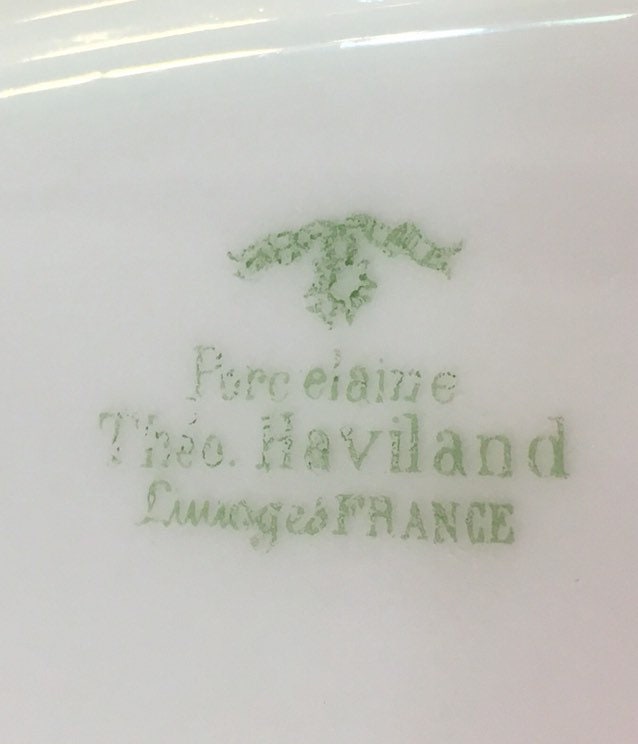 Porcelaine
Théo. Haviland
Limoges FRANCE